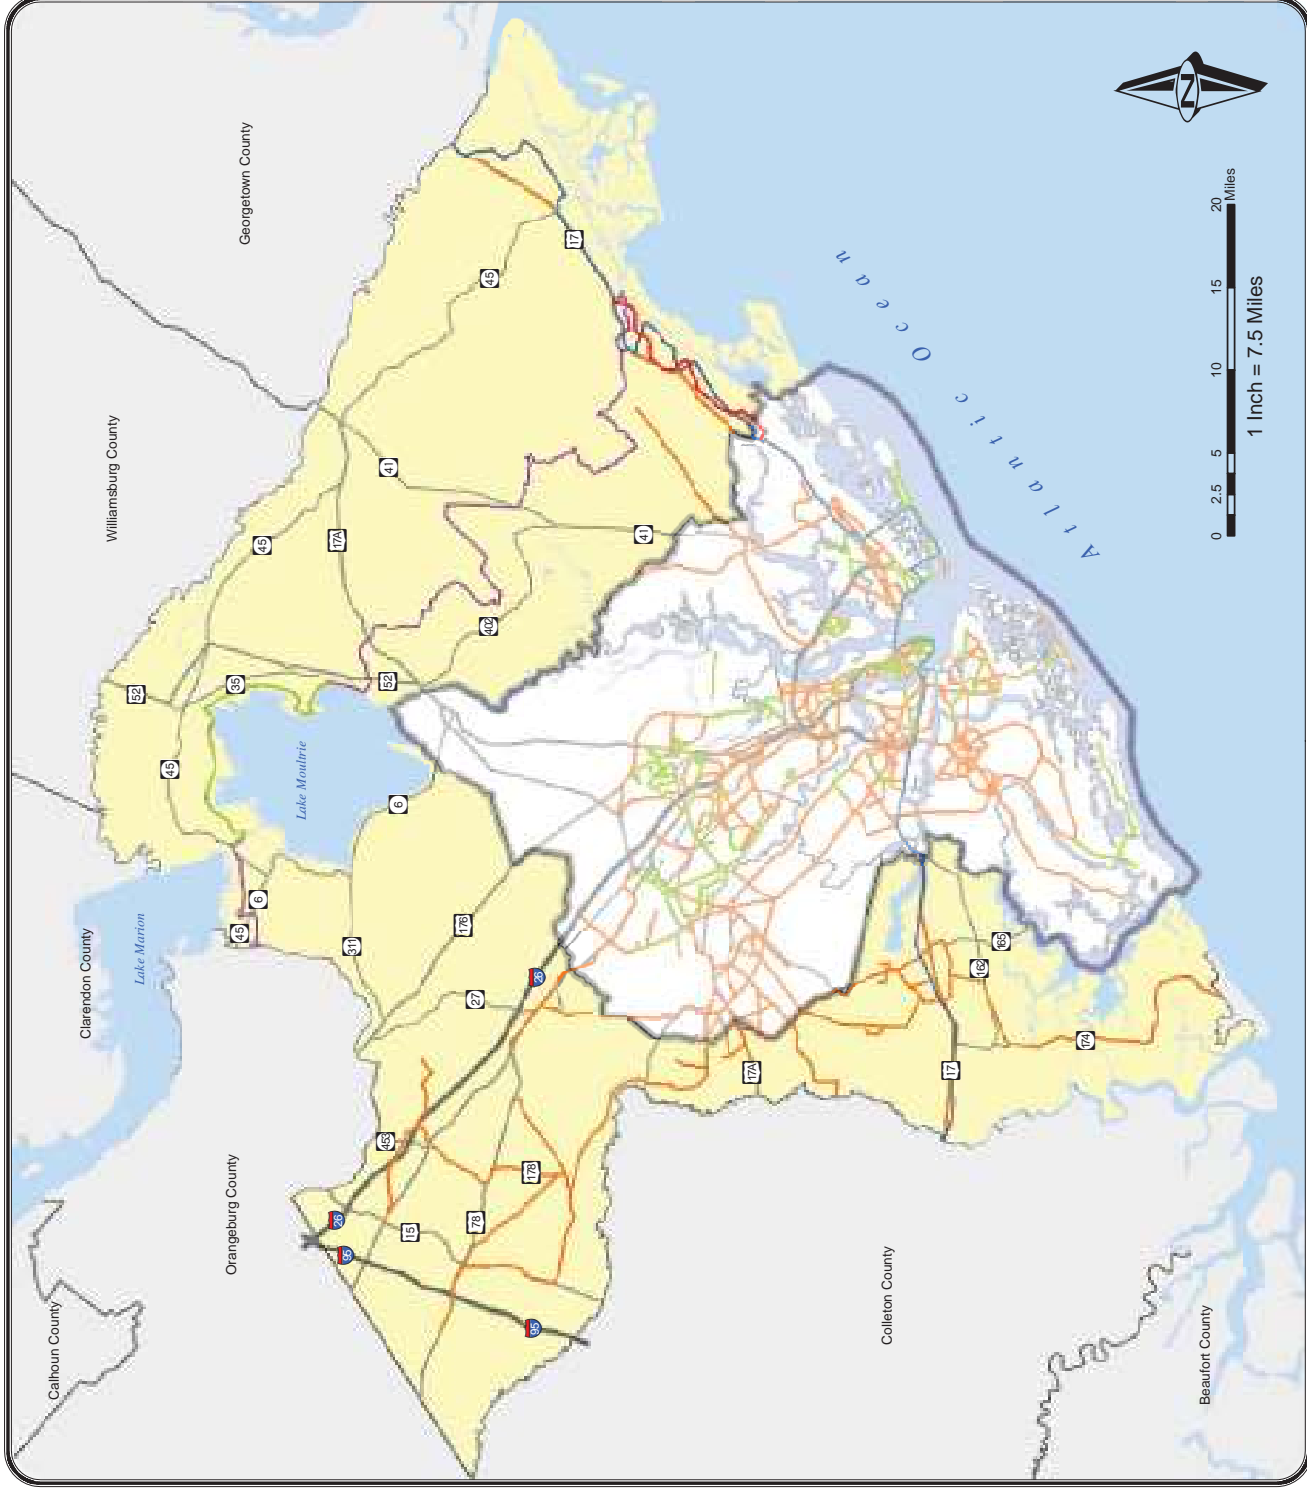 Calhoun County
Clarendon County
Williamsburg County
52
Lake Marion
45
Orangeburg County
45
35
Georgetown County
6
45
Lake Moultrie
26
95
17A
311
453
52
41
6
15
176
78
27
402
45
95
178
26
17
41
17A
Colleton County
17
162
165
Atlantic Ocean
174
N
Beaufort County
0 2.5 5 10 15 20 Miles
1 Inch = 7.5 Miles